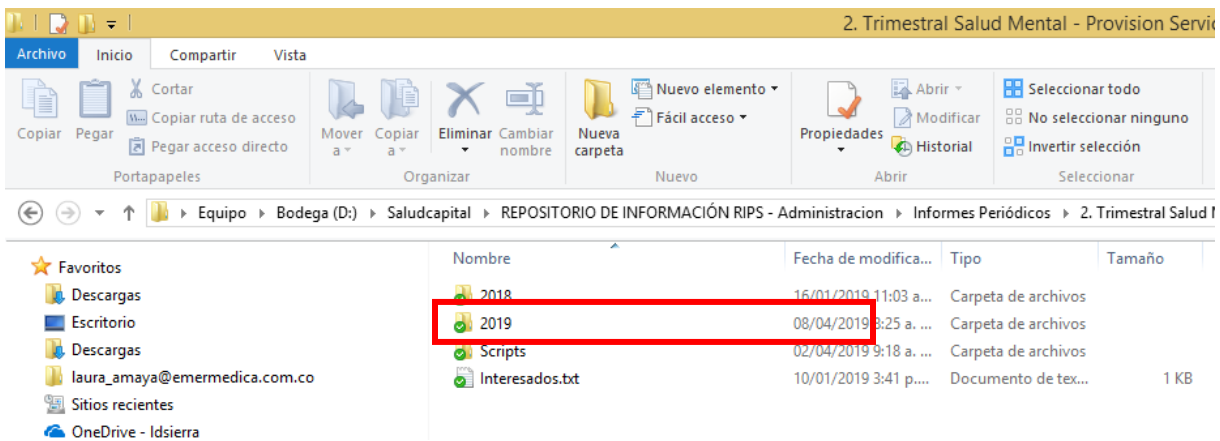 2. Trimestral Salud Mental - Provision Servic
Archivo Inicio Compartir Vista
Copiar
Pegar
Cortar
Copiar ruta de acceso
Pegar acceso directo
Portapapeles
Mover a
Copiar a
Eliminar
Cambiar nombre
Organizar
Nueva carpeta
Nuevo elemento
Fácil acceso
Nuevo
Propiedades
Abrir
Modificar
Historial
Abrir
Seleccionar todo
No seleccionar ninguno
Invertir selección
Seleccionar
Equipo Bodega (D:) Saludcapital REPOSITORIO DE INFORMACIÓN RIPS - Administracion Informes Periódicos 2. Trimestral Salud
Favoritos
Descargas
Escritorio
Descargas
laura_amaya@emermedica.com.co
Sitios recientes
OneDrive - Idsierra
Nombre Fecha de modifica... Tipo Tamaño
2018 16/01/2019 11:03 a... Carpeta de archivos
2019 08/04/2019 8:25 a. ... Carpeta de archivos
Scripts 02/04/2019 9:18 a. ... Carpeta de archivos
Interesados.txt 10/01/2019 3:41 p.... Documento de tex... 1 KB